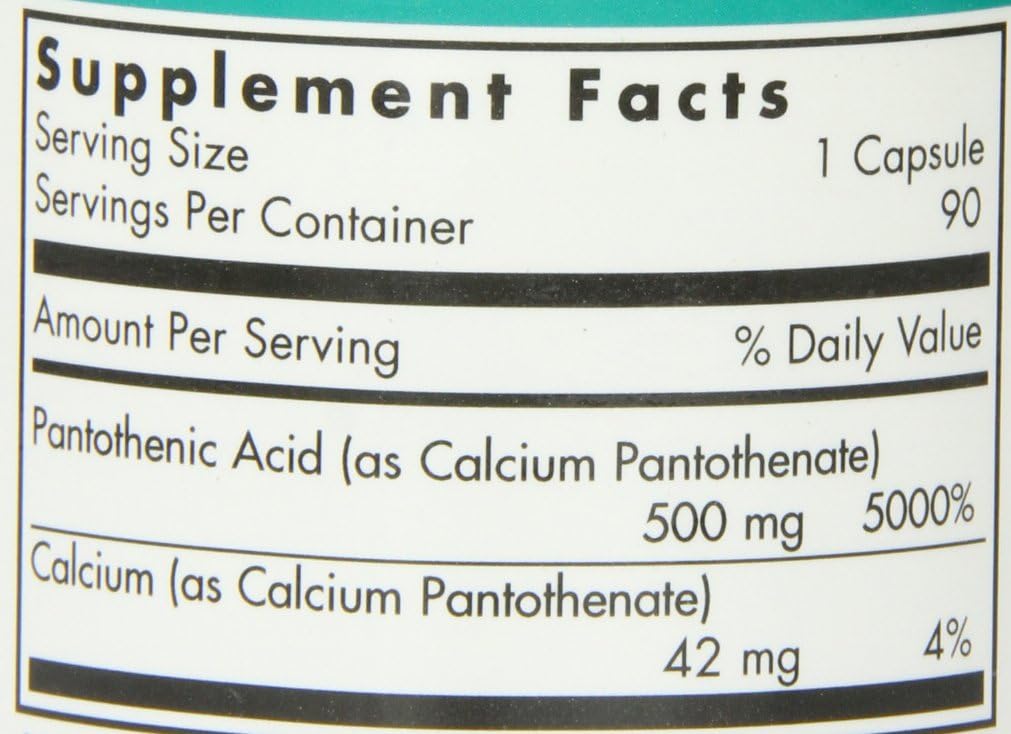 Supplement Facts
Serving Size 1 Capsule
Servings Per Container 90
Amount Per Serving % Daily Value
Pantothenic Acid (as Calcium Pantothenate)
500 mg 5000%
Calcium (as Calcium Pantothenate)
42 mg 4%